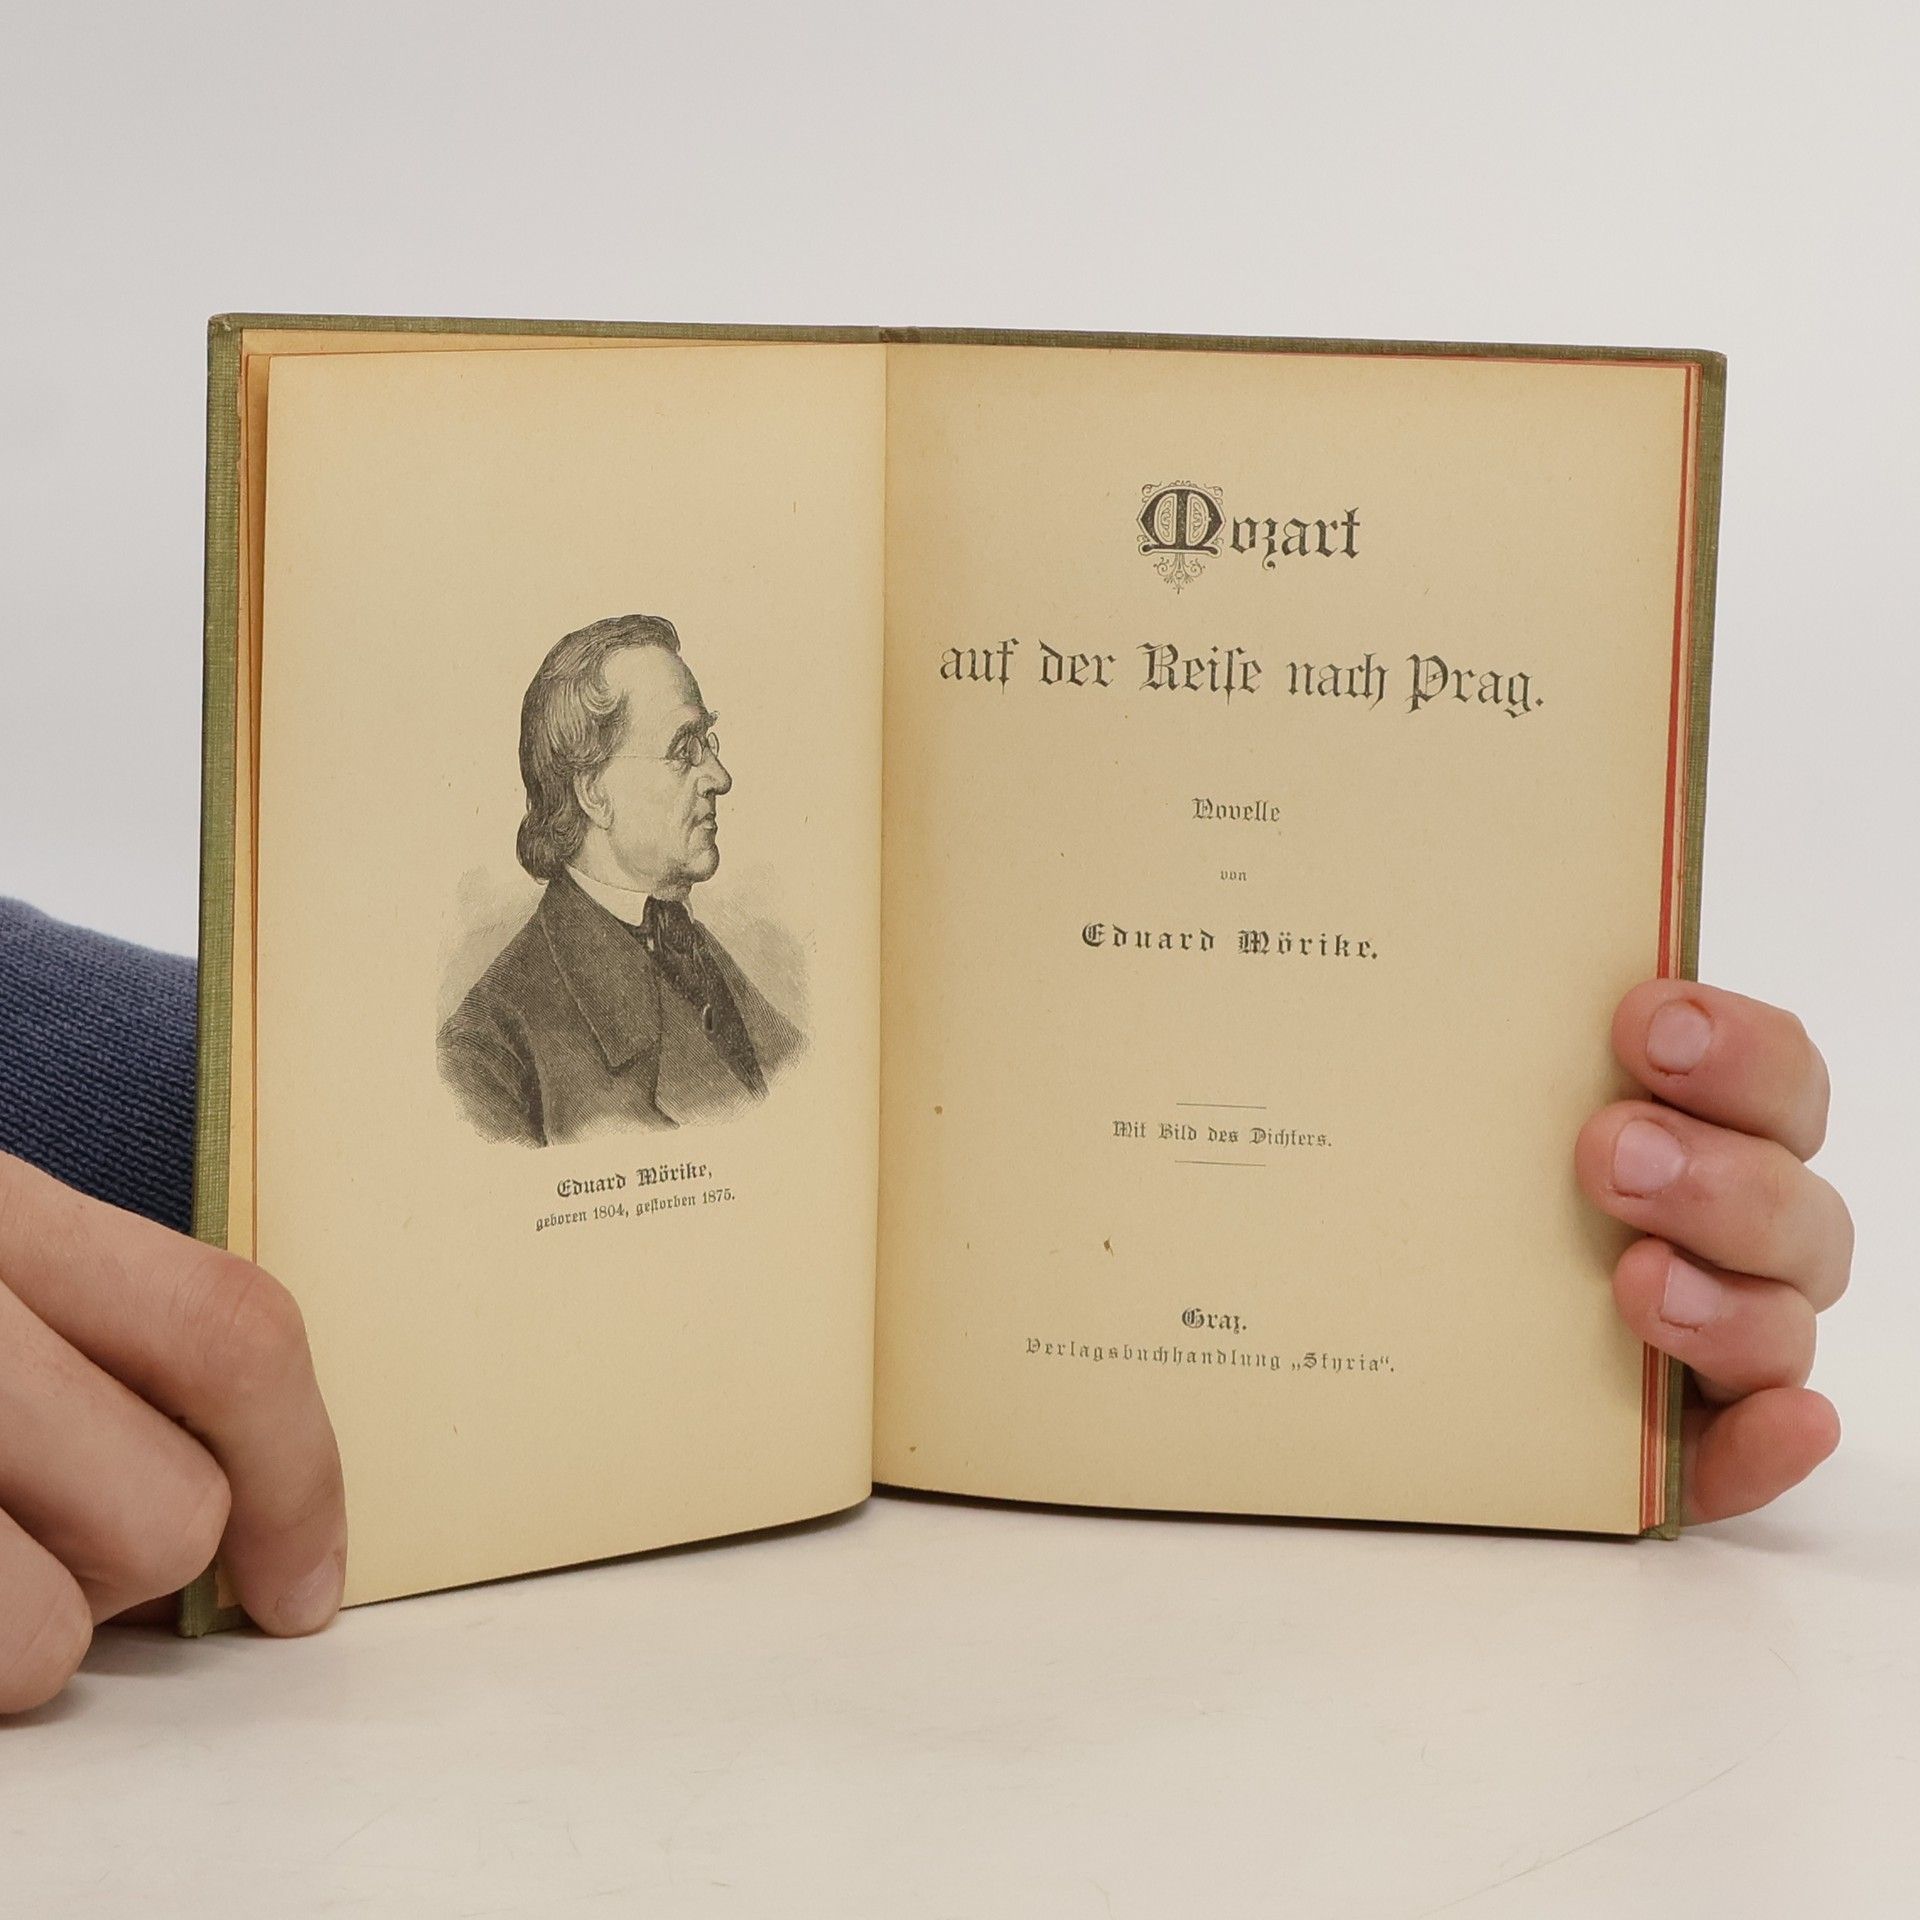 Eduard Mörike,
geboren 1804, gestorben 1875.
Mozart
auf der Reiſe nach Prag.
Novelle
von
Eduard Mörike.
Mit Bild des Dichters.
Graz.
Verlagsbuchhandlung „Styria“.